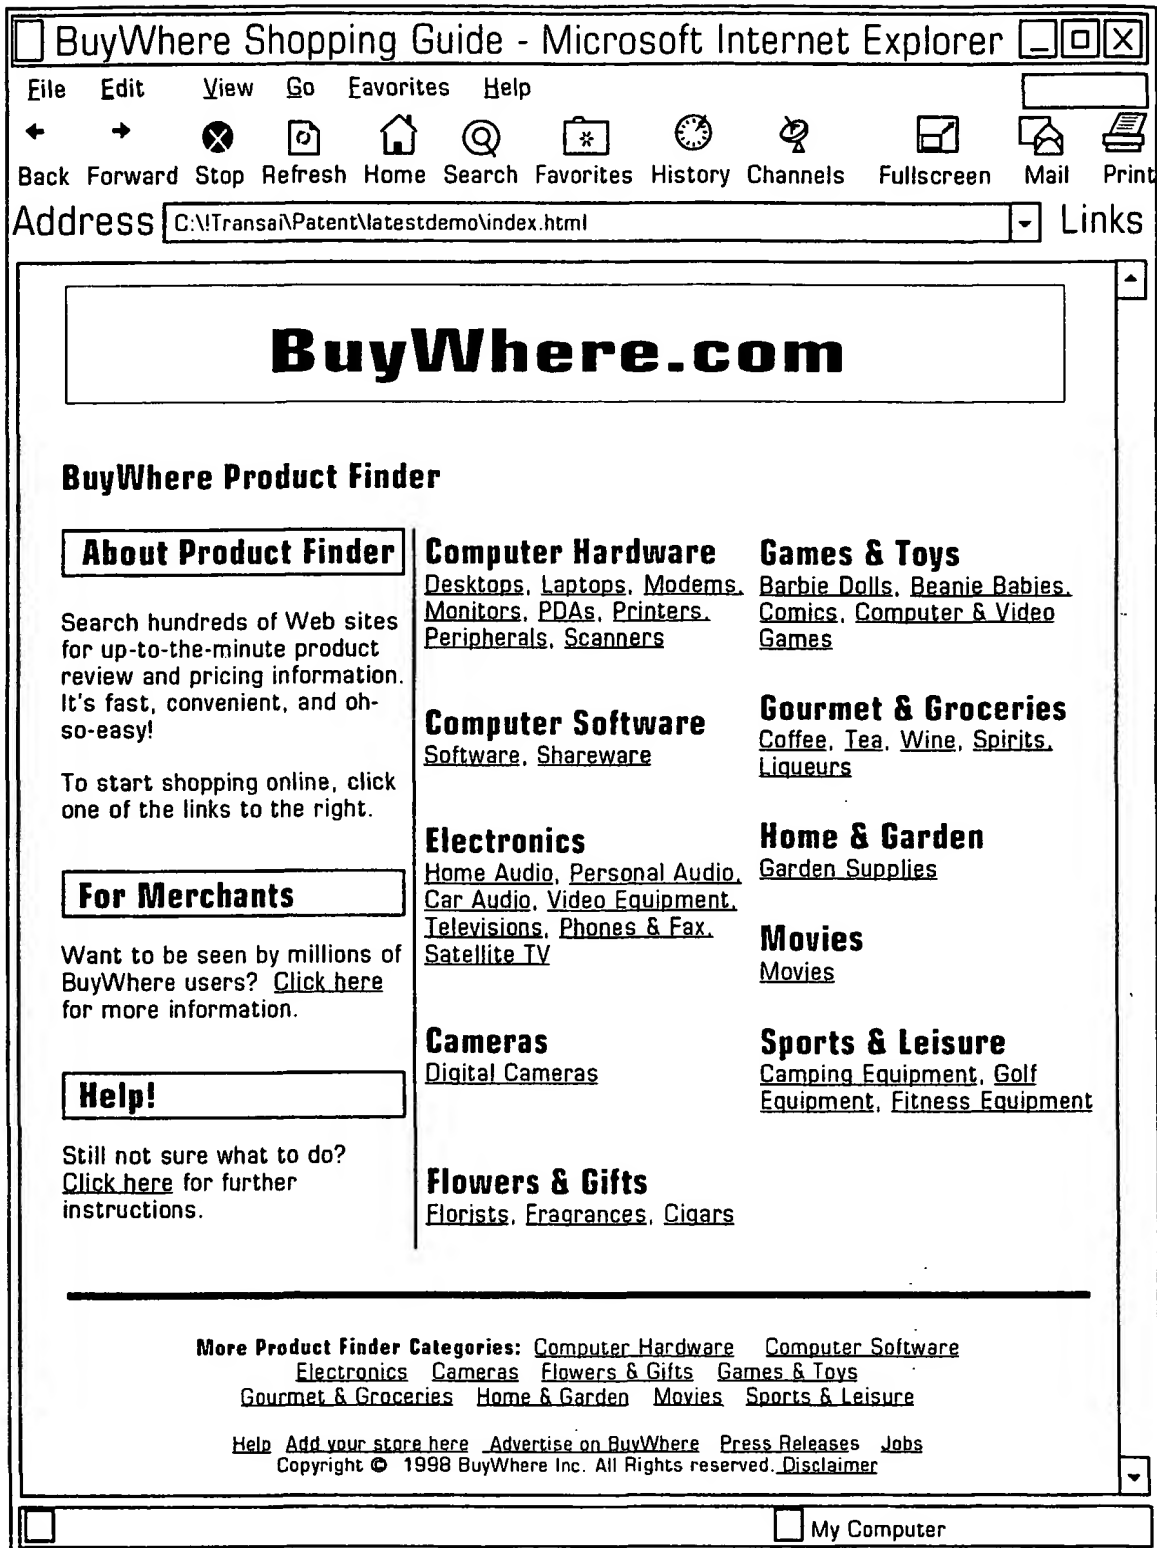 BuyWhere Shopping Guide - Microsoft Internet Explorer
File Edit View Go Favorites Help
Back Forward Stop Refresh Home Search Favorites History Channels Fullscreen Mail Print
Address C:\!Transai\Patent\latestdemo\index.html Links
BuyWhere.com
BuyWhere Product Finder
About Product Finder
Search hundreds of Web sites
for up-to-the-minute product
review and pricing information.
It's fast, convenient, and oh-
so-easy!
To start shopping online, click
one of the links to the right.
For Merchants
Want to be seen by millions of
BuyWhere users? Click here
for more information.
Help!
Still not sure what to do?
Click here for further
instructions.
Computer Hardware
Desktops, Laptops, Modems,
Monitors, PDAs, Printers,
Peripherals, Scanners
Computer Software
Software, Shareware
Electronics
Home Audio, Personal Audio,
Car Audio, Video Equipment,
Televisions, Phones & Fax,
Satellite TV
Cameras
Digital Cameras
Flowers & Gifts
Florists, Fragrances, Cigars
Games & Toys
Barbie Dolls, Beanie Babies,
Comics, Computer & Video
Games
Gourmet & Groceries
Coffee, Tea, Wine, Spirits,
Liqueurs
Home & Garden
Garden Supplies
Movies
Movies
Sports & Leisure
Camping Equipment, Golf
Equipment, Fitness Equipment
More Product Finder Categories: Computer Hardware Computer Software
Electronics Cameras Flowers & Gifts Games & Toys
Gourmet & Groceries Home & Garden Movies Sports & Leisure
Help Add your store here Advertise on BuyWhere Press Releases Jobs
Copyright © 1998 BuyWhere Inc. All Rights reserved. Disclaimer
My Computer